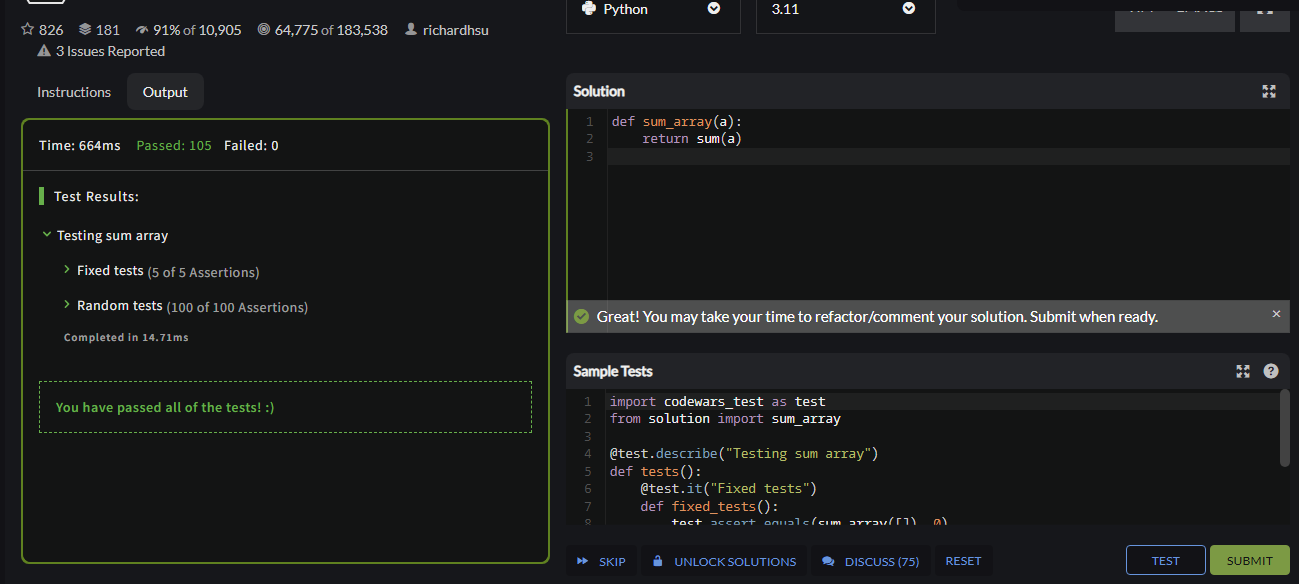 826 181 91% of 10,905 64,775 of 183,538 richardhsu
3 Issues Reported
Instructions Output
Time: 664ms Passed: 105 Failed: 0
Test Results:
Testing sum array
Fixed tests (5 of 5 Assertions)
Random tests (100 of 100 Assertions)
Completed in 14.71ms
You have passed all of the tests! :)
Python 3.11
Solution
1 def sum_array(a):
2 return sum(a)
3
Great! You may take your time to refactor/comment your solution. Submit when ready.
Sample Tests
1 import codewars_test as test
2 from solution import sum_array
3
4 @test.describe("Testing sum array")
5 def tests():
6 @test.it("Fixed tests")
7 def fixed_tests():
8 test.assert_equals(sum_array([]), 0)
SKIP UNLOCK SOLUTIONS DISCUSS (75) RESET TEST SUBMIT